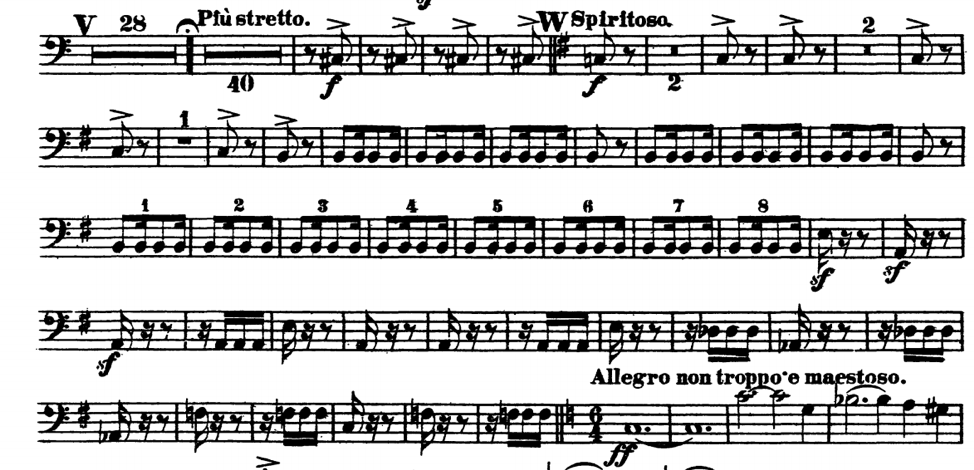 f
V 28 Più stretto. W Spiritoso.
40 f f 2 2
1
1 2 3 4 5 6 7 8
sf sf
sf
Allegro non troppo e maestoso.
6
4
ff